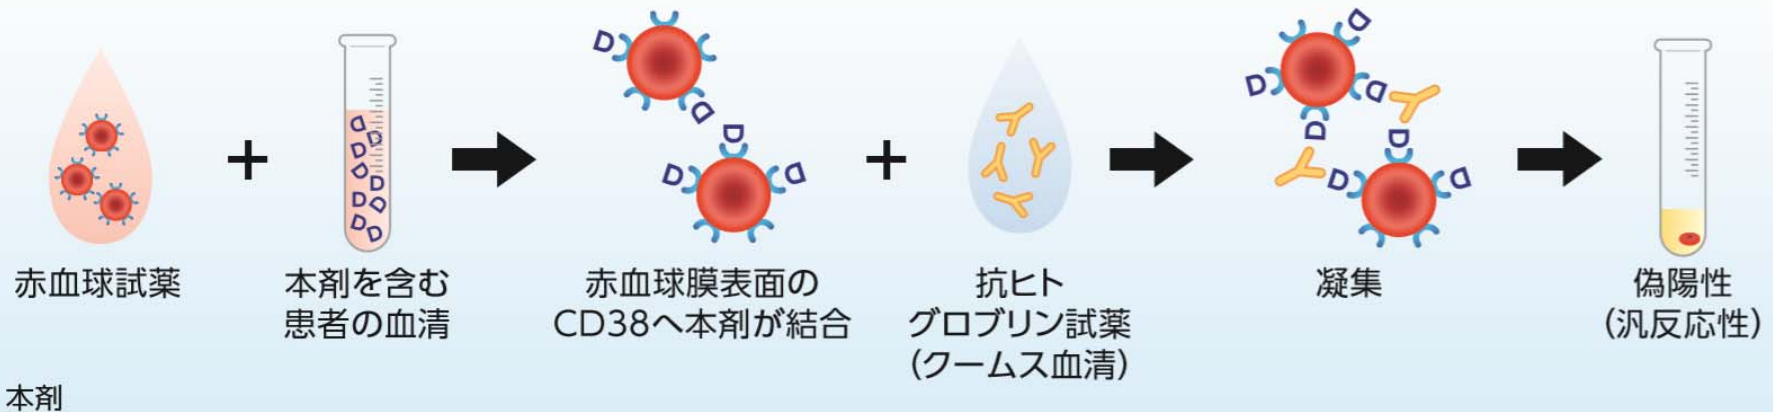 赤血球試薬
本剤を含む
患者の血清
赤血球膜表面の
CD38へ本剤が結合
抗ヒト
グロブリン試薬
(クームス血清)
凝集
偽陽性
(汎反応性)
本剤